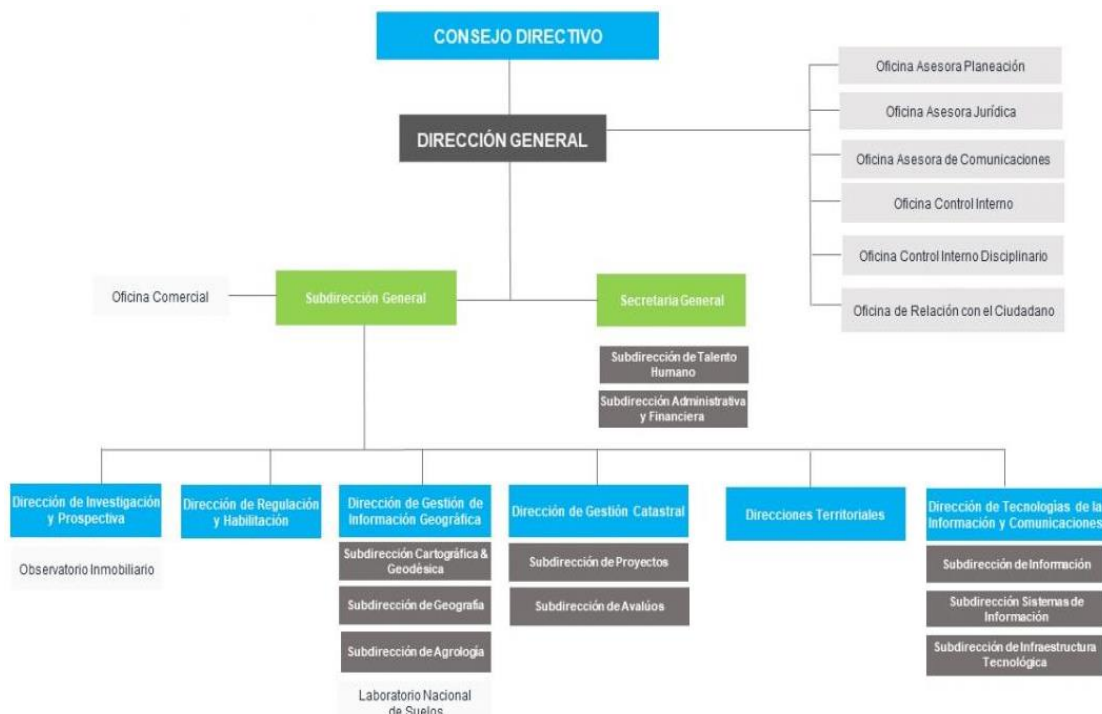 CONSEJO DIRECTIVO
DIRECCIÓN GENERAL
Oficina Asesora Planeación
Oficina Asesora Jurídica
Oficina Asesora de Comunicaciones
Oficina Control Interno
Oficina Control Interno Disciplinario
Oficina de Relación con el Ciudadano
Oficina Comercial
Subdirección General
Secretaria General
Subdirección de Talento
Humano
Subdirección Administrativa
y Financiera
Dirección de Investigación
y Prospectiva
Observatorio Inmobiliario
Dirección de Regulación
y Habilitación
Dirección de Gestión de
Información Geográfica
Subdirección Cartográfica &
Geodésica
Subdirección de Geografía
Subdirección de Agrología
Laboratorio Nacional
de Suelos
Dirección de Gestión Catastral
Subdirección de Proyectos
Subdirección de Avalúos
Direcciones Territoriales
Dirección de Tecnologías de la
Información y Comunicaciones
Subdirección de Información
Subdirección Sistemas de
Información
Subdirección de Infraestructura
Tecnológica